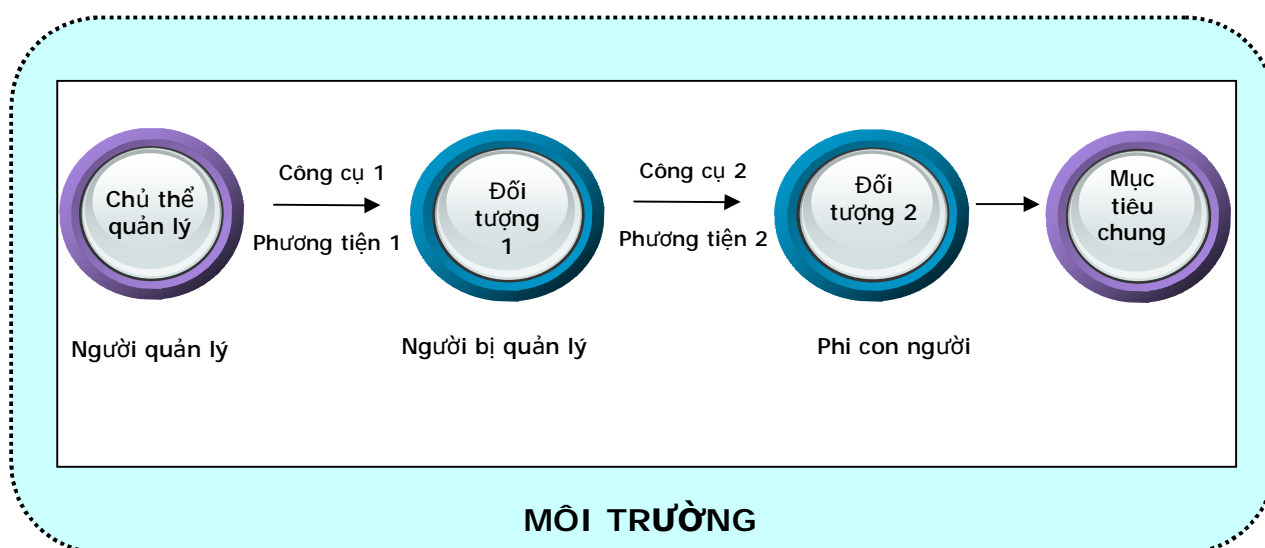 Chủ thể
quản lý
Công cụ 1
Phương tiện 1
Đối
tượng
1
Công cụ 2
Phương tiện 2
Đối
tượng 2
Mục
tiêu
chung
Người quản lý
Người bị quản lý
Phi con người
MÔI TRƯỜNG